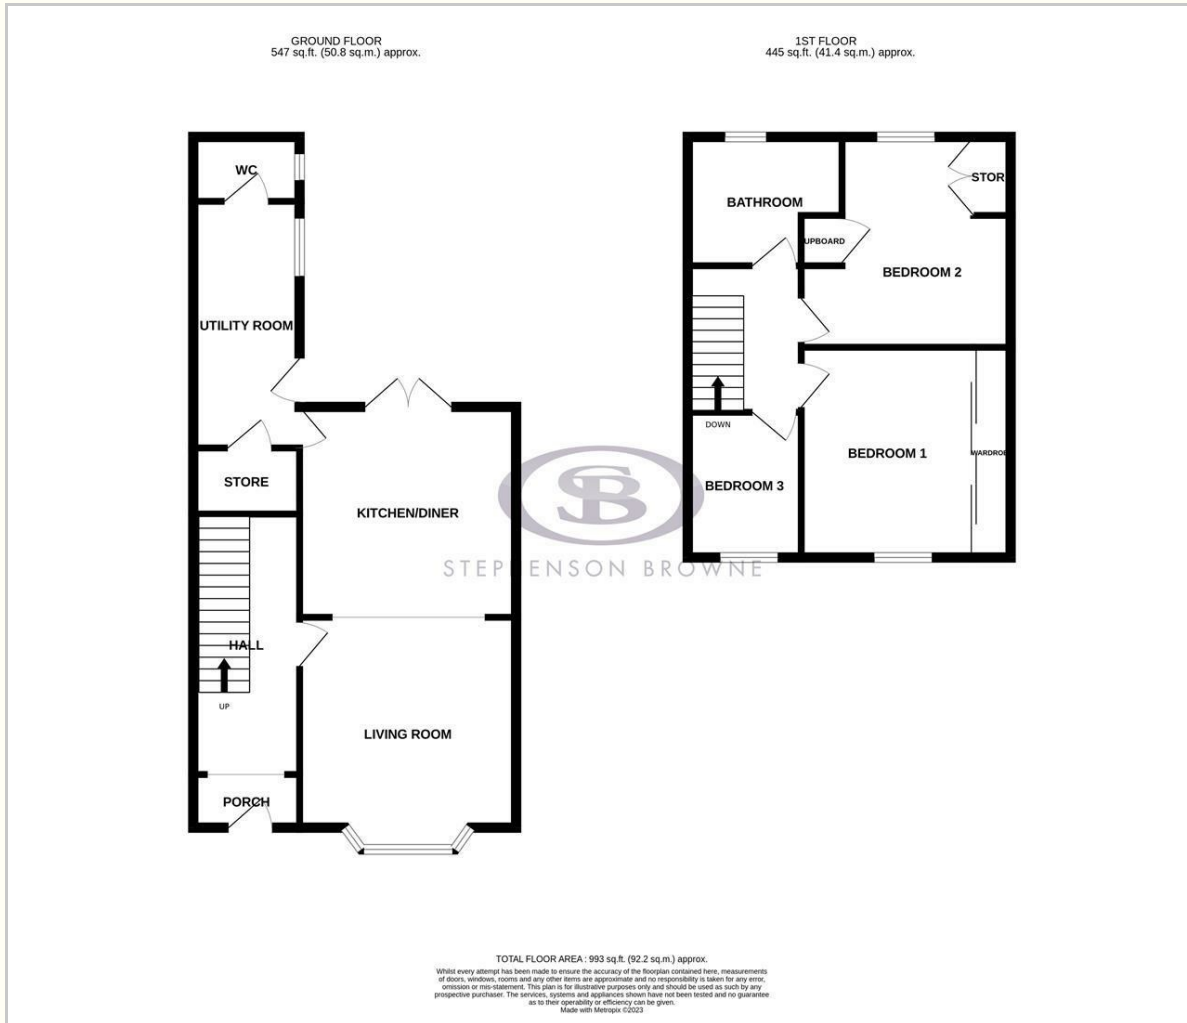 GROUND FLOOR
547 sq.ft. (50.8 sq.m.) approx.
1ST FLOOR
445 sq.ft. (41.4 sq.m.) approx.
WC
UTILITY ROOM
STORE
KITCHEN/DINER
HALL
UP
LIVING ROOM
PORCH
BATHROOM
STOR
UPBOARD
BEDROOM 2
DOWN
BEDROOM 1
WARDROBE
BEDROOM 3
SB
STEPHENSON BROWNE
TOTAL FLOOR AREA : 993 sq.ft. (92.2 sq.m.) approx.
Whilst every attempt has been made to ensure the accuracy of the floorplan contained here, measurements
of doors, windows, rooms and any other items are approximate and no responsibility is taken for any error,
omission or mis-statement. This plan is for illustrative purposes only and should be used as such by any
prospective purchaser. The services, systems and appliances shown have not been tested and no guarantee
as to their operability or efficiency can be given.
Made with Metropix ©2023